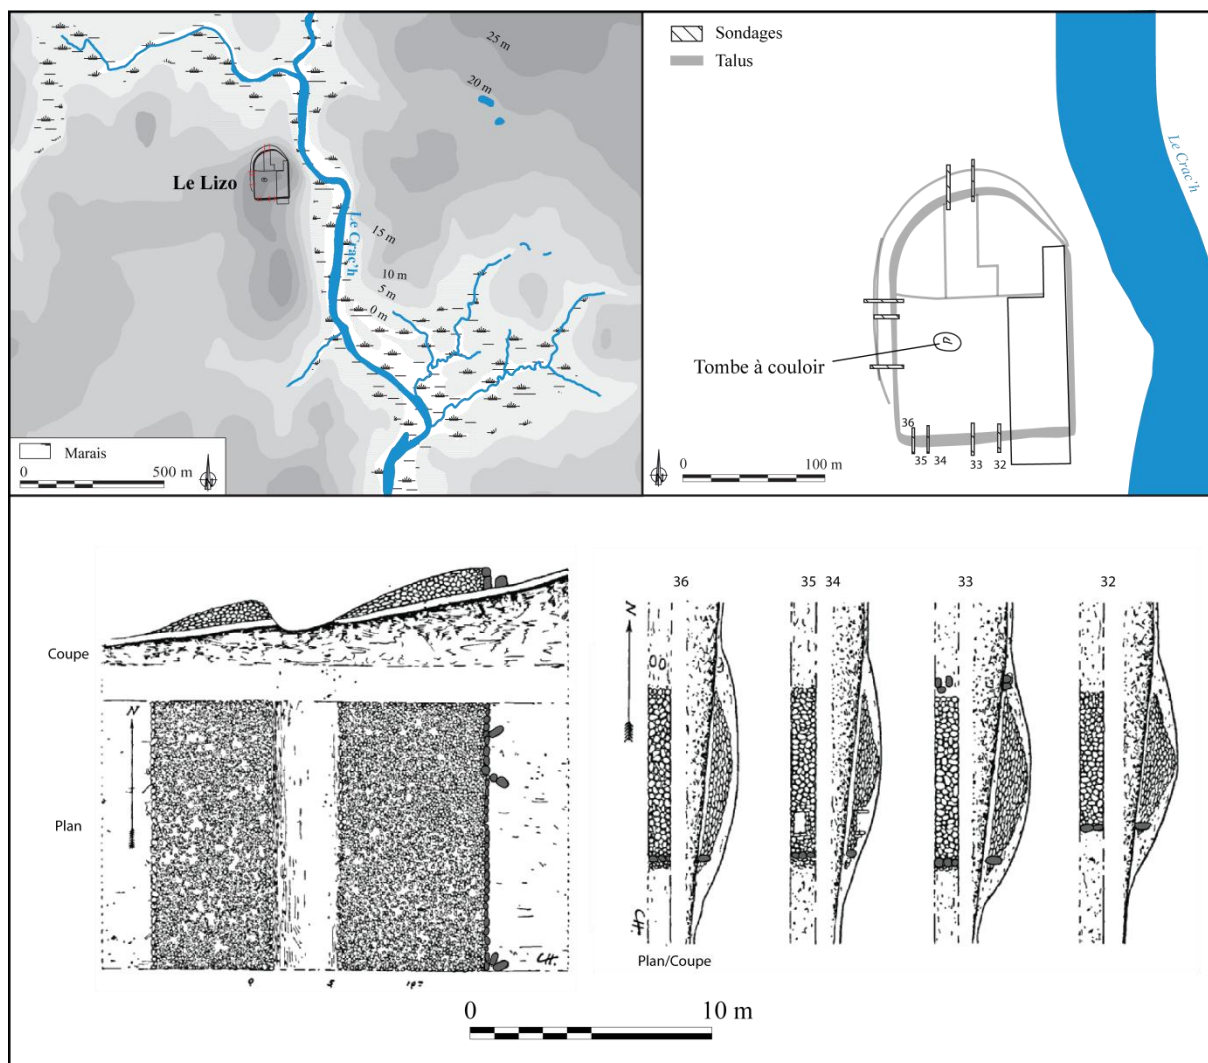 25 m
20 m
Le Lizo
Le Crac'h
15 m
10 m
5 m
0 m
Marais
0 500 m
N
Sondages
Talus
Le Crac'h
Tombe à couloir
36
35 34 33 32
0 100 m
N
Coupe
N
Plan
CH.
36 35 34 33 32
N
CH.
Plan/Coupe
0 10 m